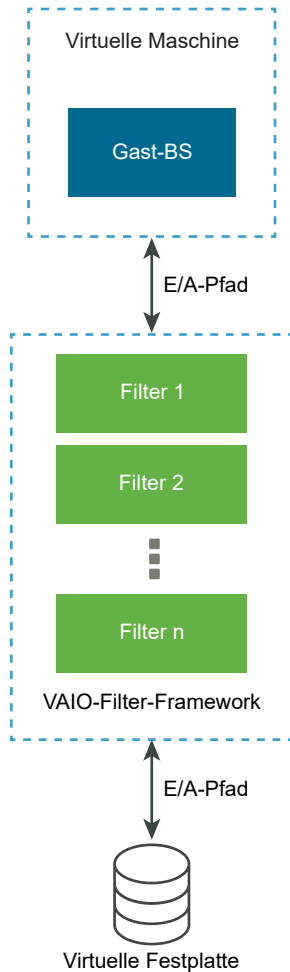 Virtuelle Maschine
Gast-BS
E/A-Pfad
Filter 1
Filter 2
Filter n
VAIO-Filter-Framework
E/A-Pfad
Virtuelle Festplatte